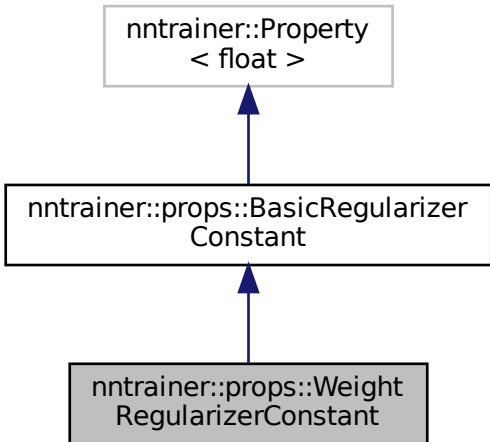 nntrainer::Property
< float >
nntrainer::props::BasicRegularizer
Constant
nntrainer::props::Weight
RegularizerConstant